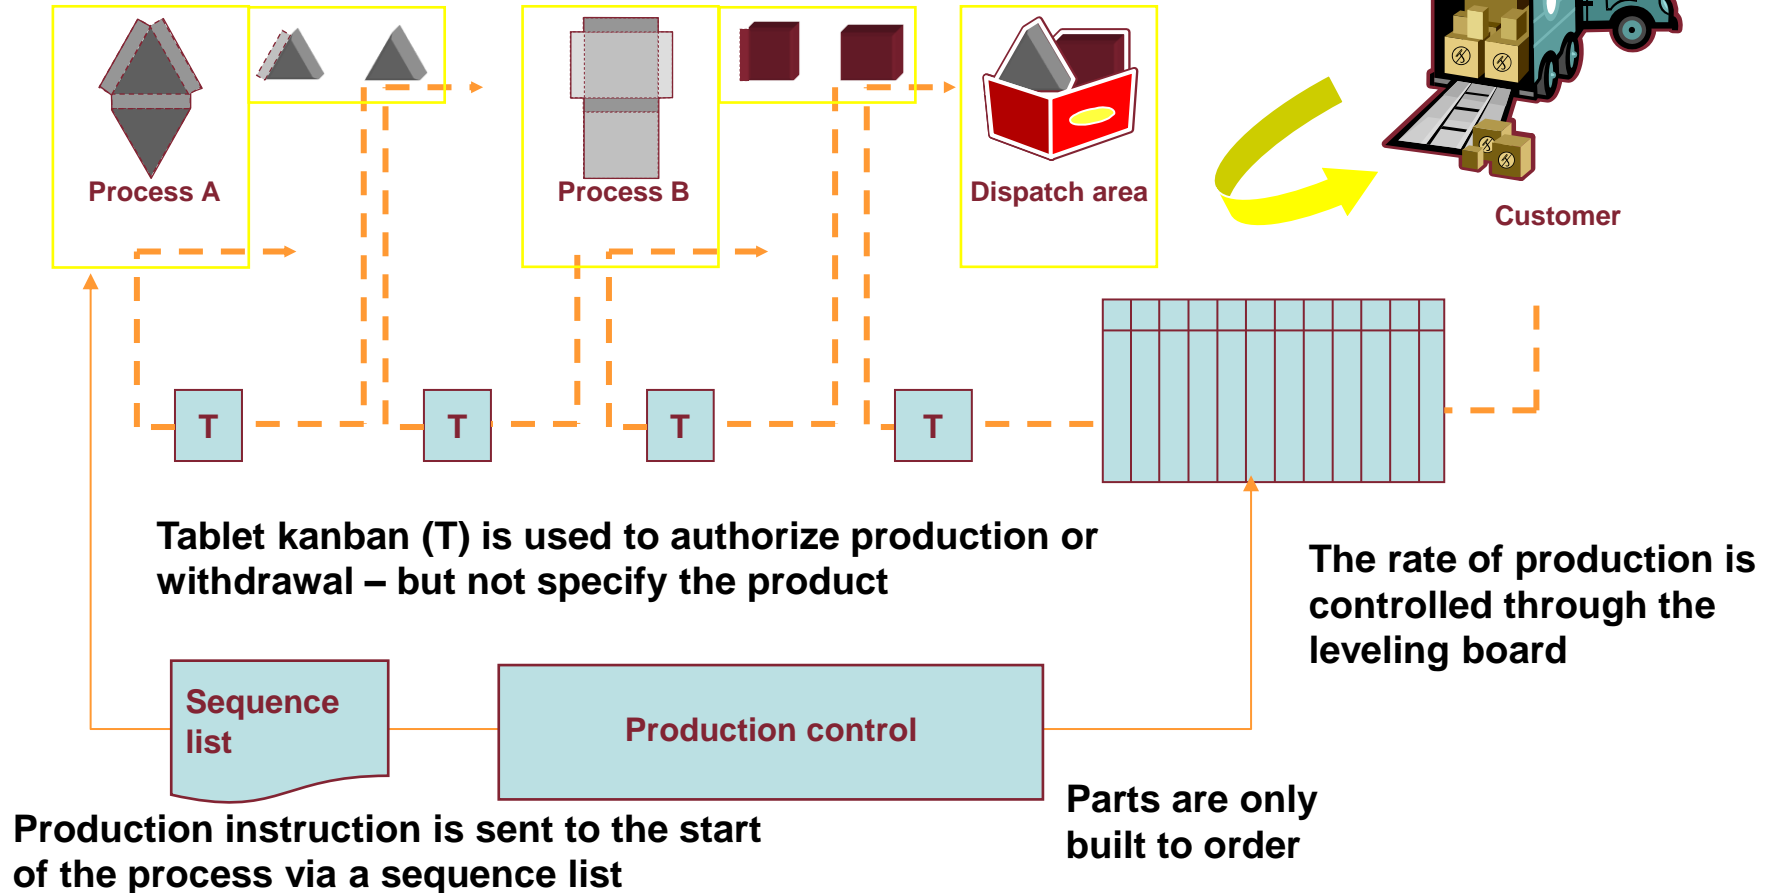 Process A
Process B
Dispatch area
Customer
T
T
T
T
Tablet kanban (T) is used to authorize production or
withdrawal – but not specify the product
The rate of production is
controlled through the
leveling board
Sequence
list
Production control
Parts are only
built to order
Production instruction is sent to the start
of the process via a sequence list